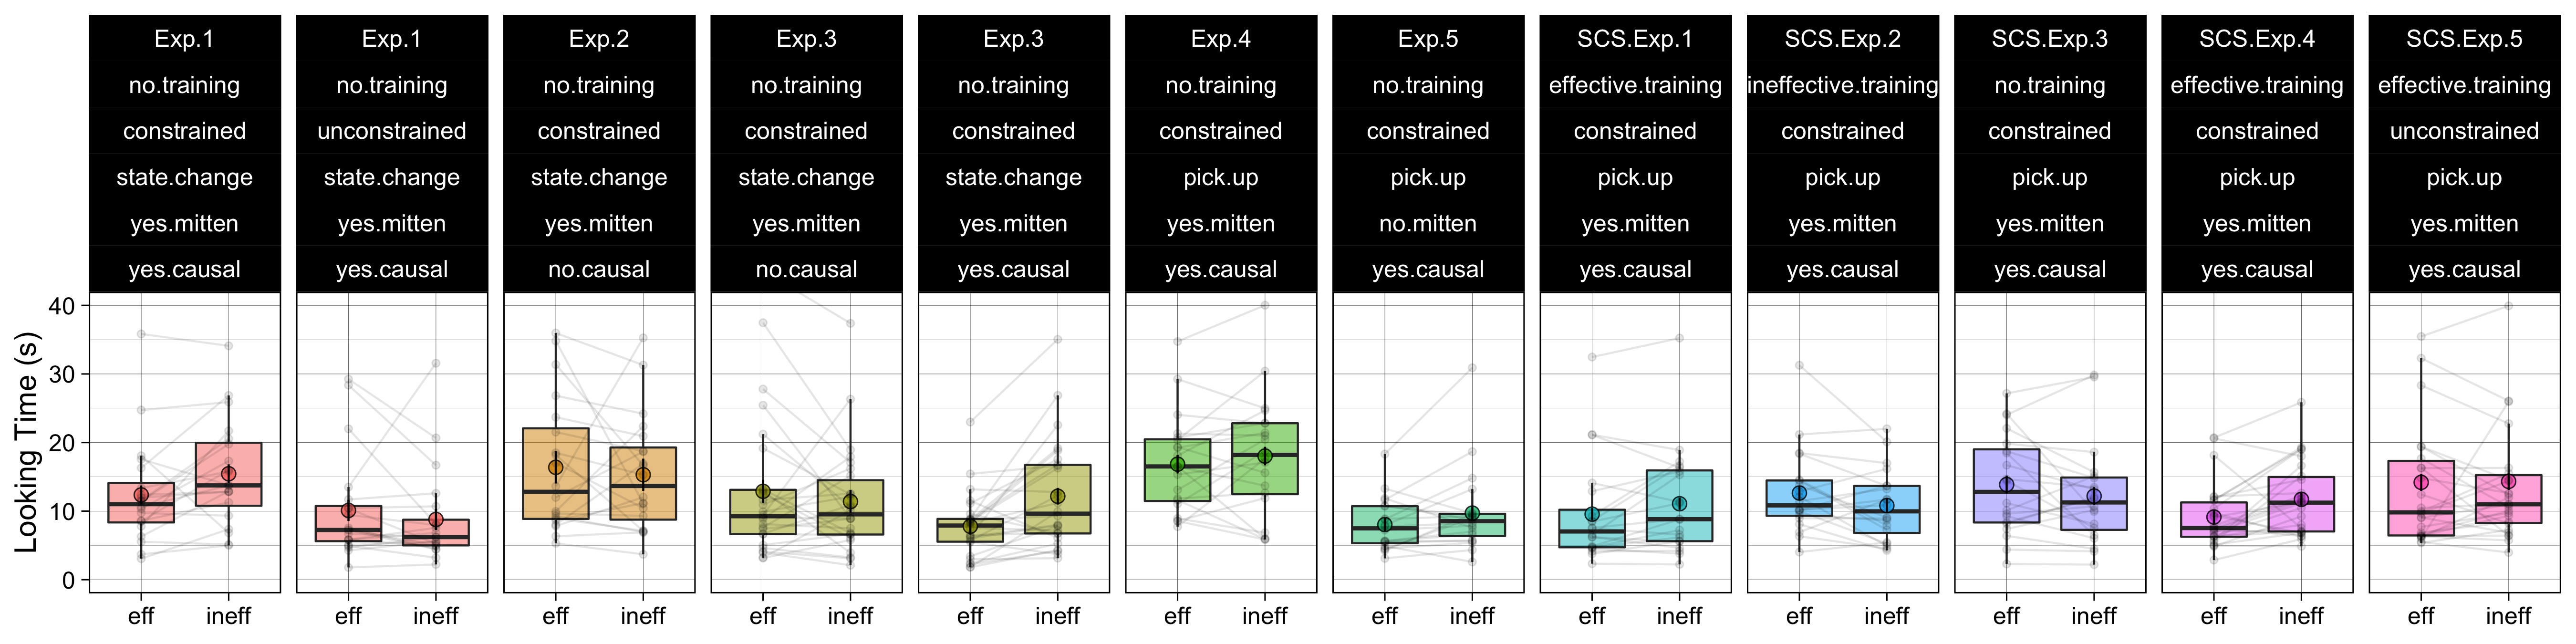 Exp.1 Exp.1 Exp.2 Exp.3 Exp.3 Exp.4 Exp.5 SCS.Exp.1 SCS.Exp.2 SCS.Exp.3 SCS.Exp.4 SCS.Exp.5
no.training no.training no.training no.training no.training no.training no.training effective.training ineffective.training no.training effective.training effective.training
constrained unconstrained constrained constrained constrained constrained constrained constrained constrained constrained constrained unconstrained
state.change state.change state.change state.change state.change pick.up pick.up pick.up pick.up pick.up pick.up pick.up
yes.mitten yes.mitten yes.mitten yes.mitten yes.mitten yes.mitten no.mitten yes.mitten yes.mitten yes.mitten yes.mitten yes.mitten
yes.causal yes.causal no.causal no.causal yes.causal yes.causal yes.causal yes.causal yes.causal yes.causal yes.causal yes.causal
Looking Time (s)
40
30
20
10
0
eff ineff eff ineff eff ineff eff ineff eff ineff eff ineff eff ineff eff ineff eff ineff eff ineff eff ineff eff ineff